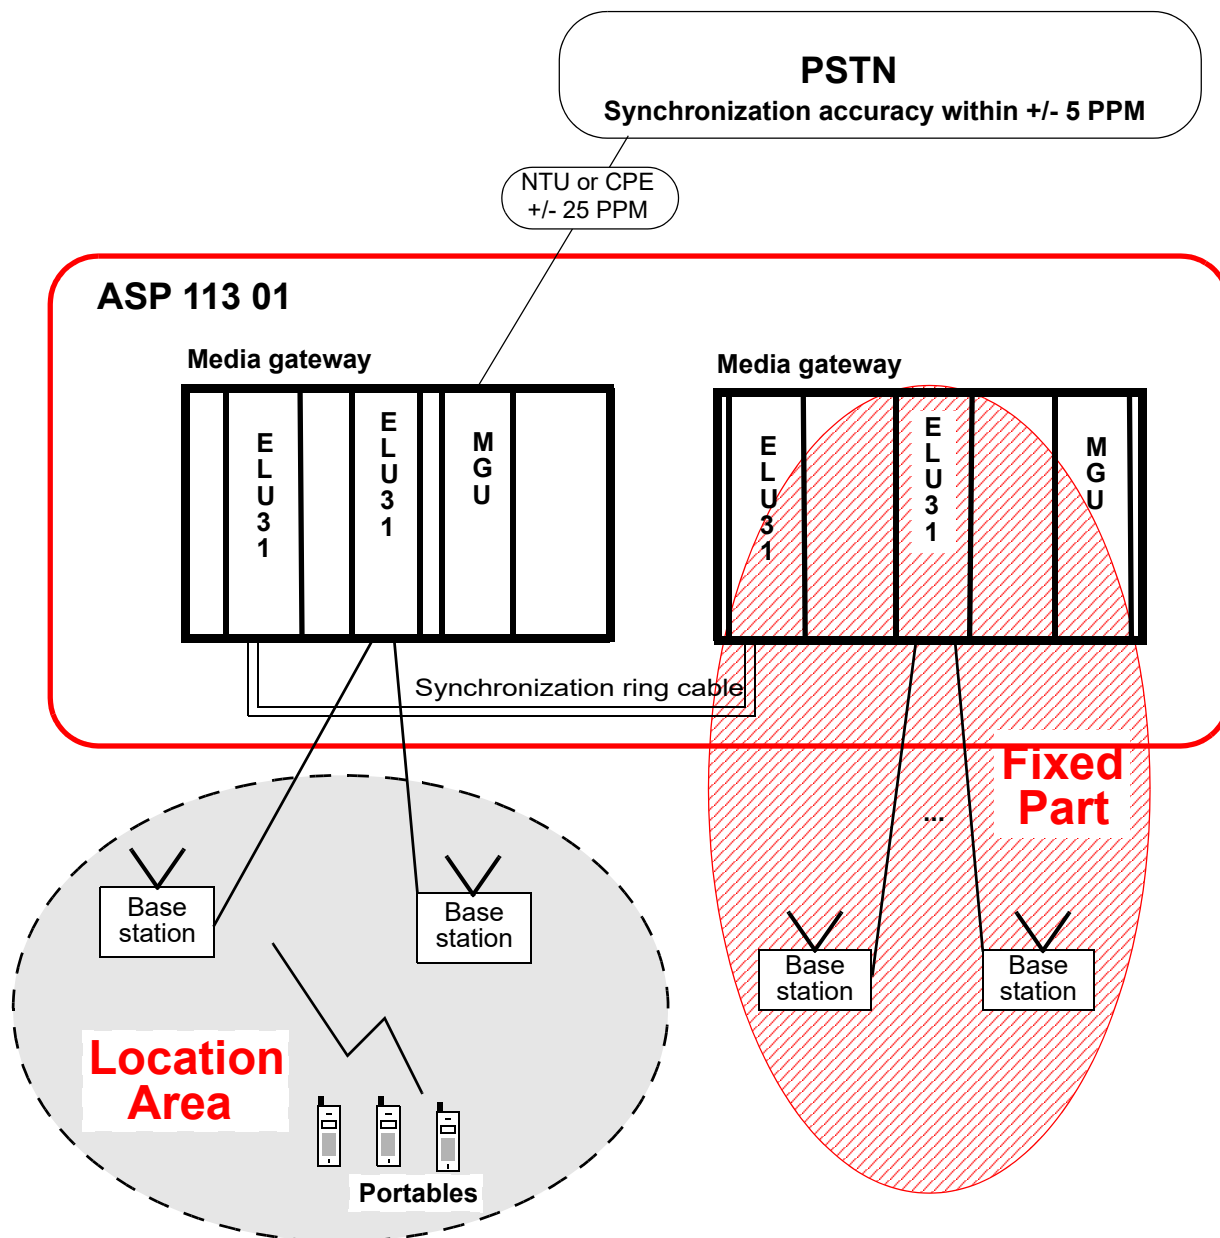 PSTN
Synchronization accuracy within +/- 5 PPM
NTU or CPE
+/- 25 PPM
ASP 113 01
Media gateway
ELU31
ELU31
MGU
Media gateway
ELU31
ELU31
MGU
Synchronization ring cable
Fixed
Part
...
Base
station
Base
station
Base
station
Base
station
Location
Area
Portables